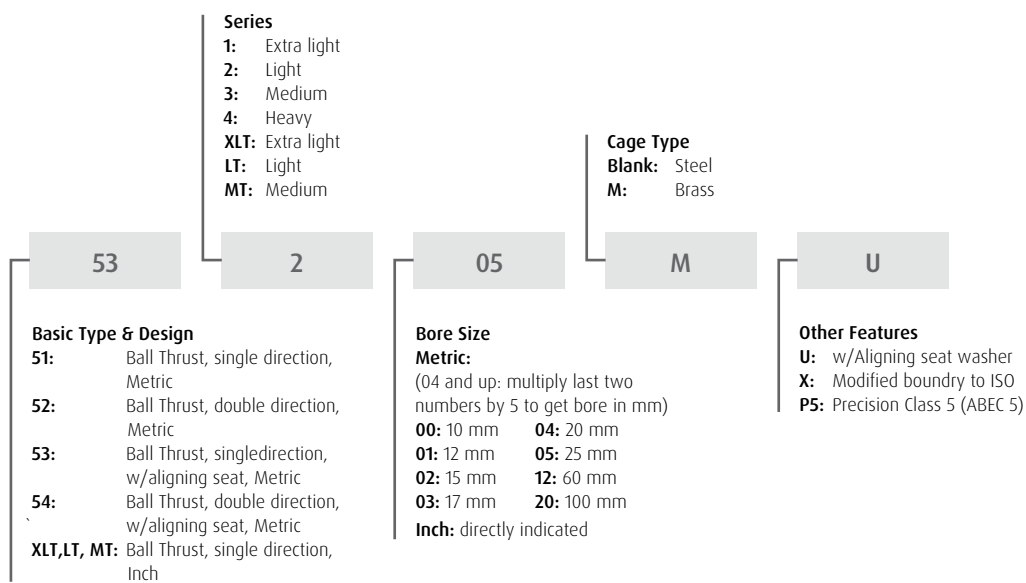 Series
1: Extra light
2: Light
3: Medium
4: Heavy
XLT: Extra light
LT: Light
MT: Medium
Cage Type
Blank: Steel
M: Brass
53 2 05 M U
Basic Type & Design
51: Ball Thrust, single direction,
Metric
52: Ball Thrust, double direction,
Metric
53: Ball Thrust, singledirection,
w/aligning seat, Metric
54: Ball Thrust, double direction,
` w/aligning seat, Metric
XLT,LT, MT: Ball Thrust, single direction,
Inch
Bore Size
Metric:
(04 and up: multiply last two
numbers by 5 to get bore in mm)
00: 10 mm 04: 20 mm
01: 12 mm 05: 25 mm
02: 15 mm 12: 60 mm
03: 17 mm 20: 100 mm
Inch: directly indicated
Other Features
U: w/Aligning seat washer
X: Modified boundry to ISO
P5: Precision Class 5 (ABEC 5)